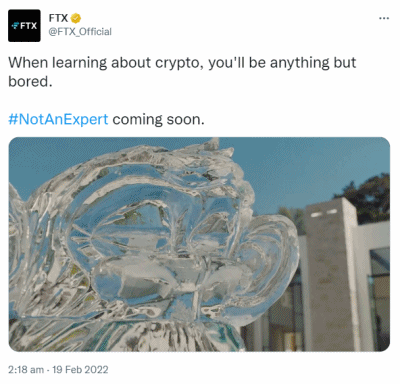 FTX
FTX
@FTX_Official
When learning about crypto, you'll be anything but
bored.
#NotAnExpert coming soon.
2:18 am · 19 Feb 2022